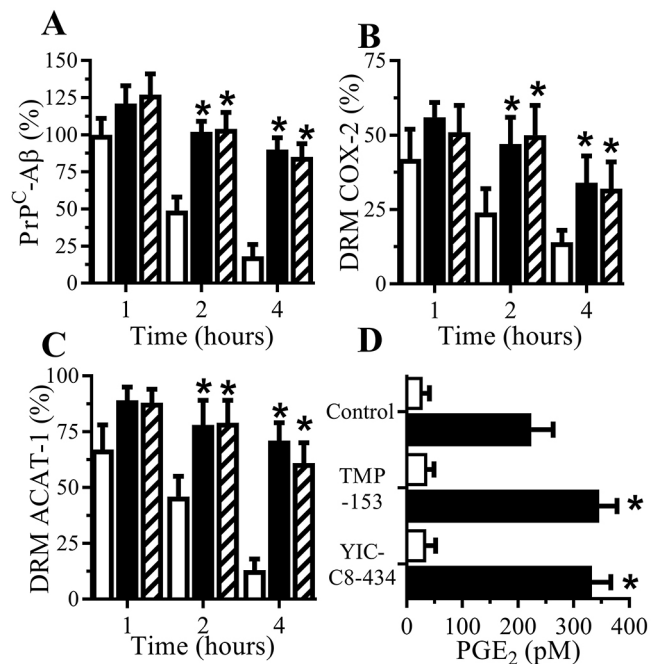 A
PrP^C-Aβ (%)
150
125
100
75
50
25
0
* * * *
1 2 4
Time (hours)
B
DRM COX-2 (%)
75
50
25
0
* * * *
1 2 4
Time (hours)
C
DRM ACAT-1 (%)
100
75
50
25
0
* * * *
1 2 4
Time (hours)
D
Control
TMP
-153
*
YIC-
C8-434
*
0 100 200 300 400
PGE₂ (pM)